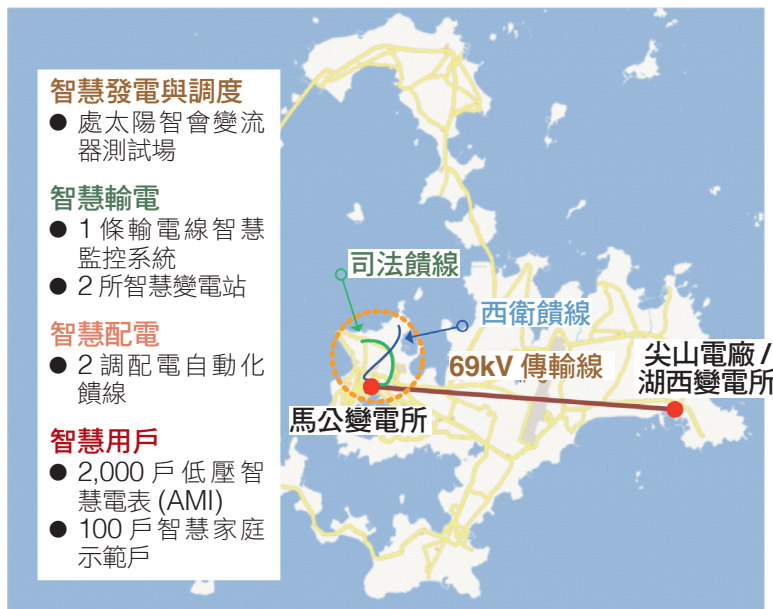 智慧發電與調度
● 處太陽智會變流
器測試場
智慧輸電
● 1 條輸電線智慧
監控系統
● 2 所智慧變電站
智慧配電
● 2 調配電自動化
饋線
智慧用戶
● 2,000 戶低壓智
慧電表 (AMI)
● 100 戶智慧家庭
示範戶
司法饋線
西衛饋線
69kV 傳輸線
尖山電廠 /
湖西變電所
馬公變電所